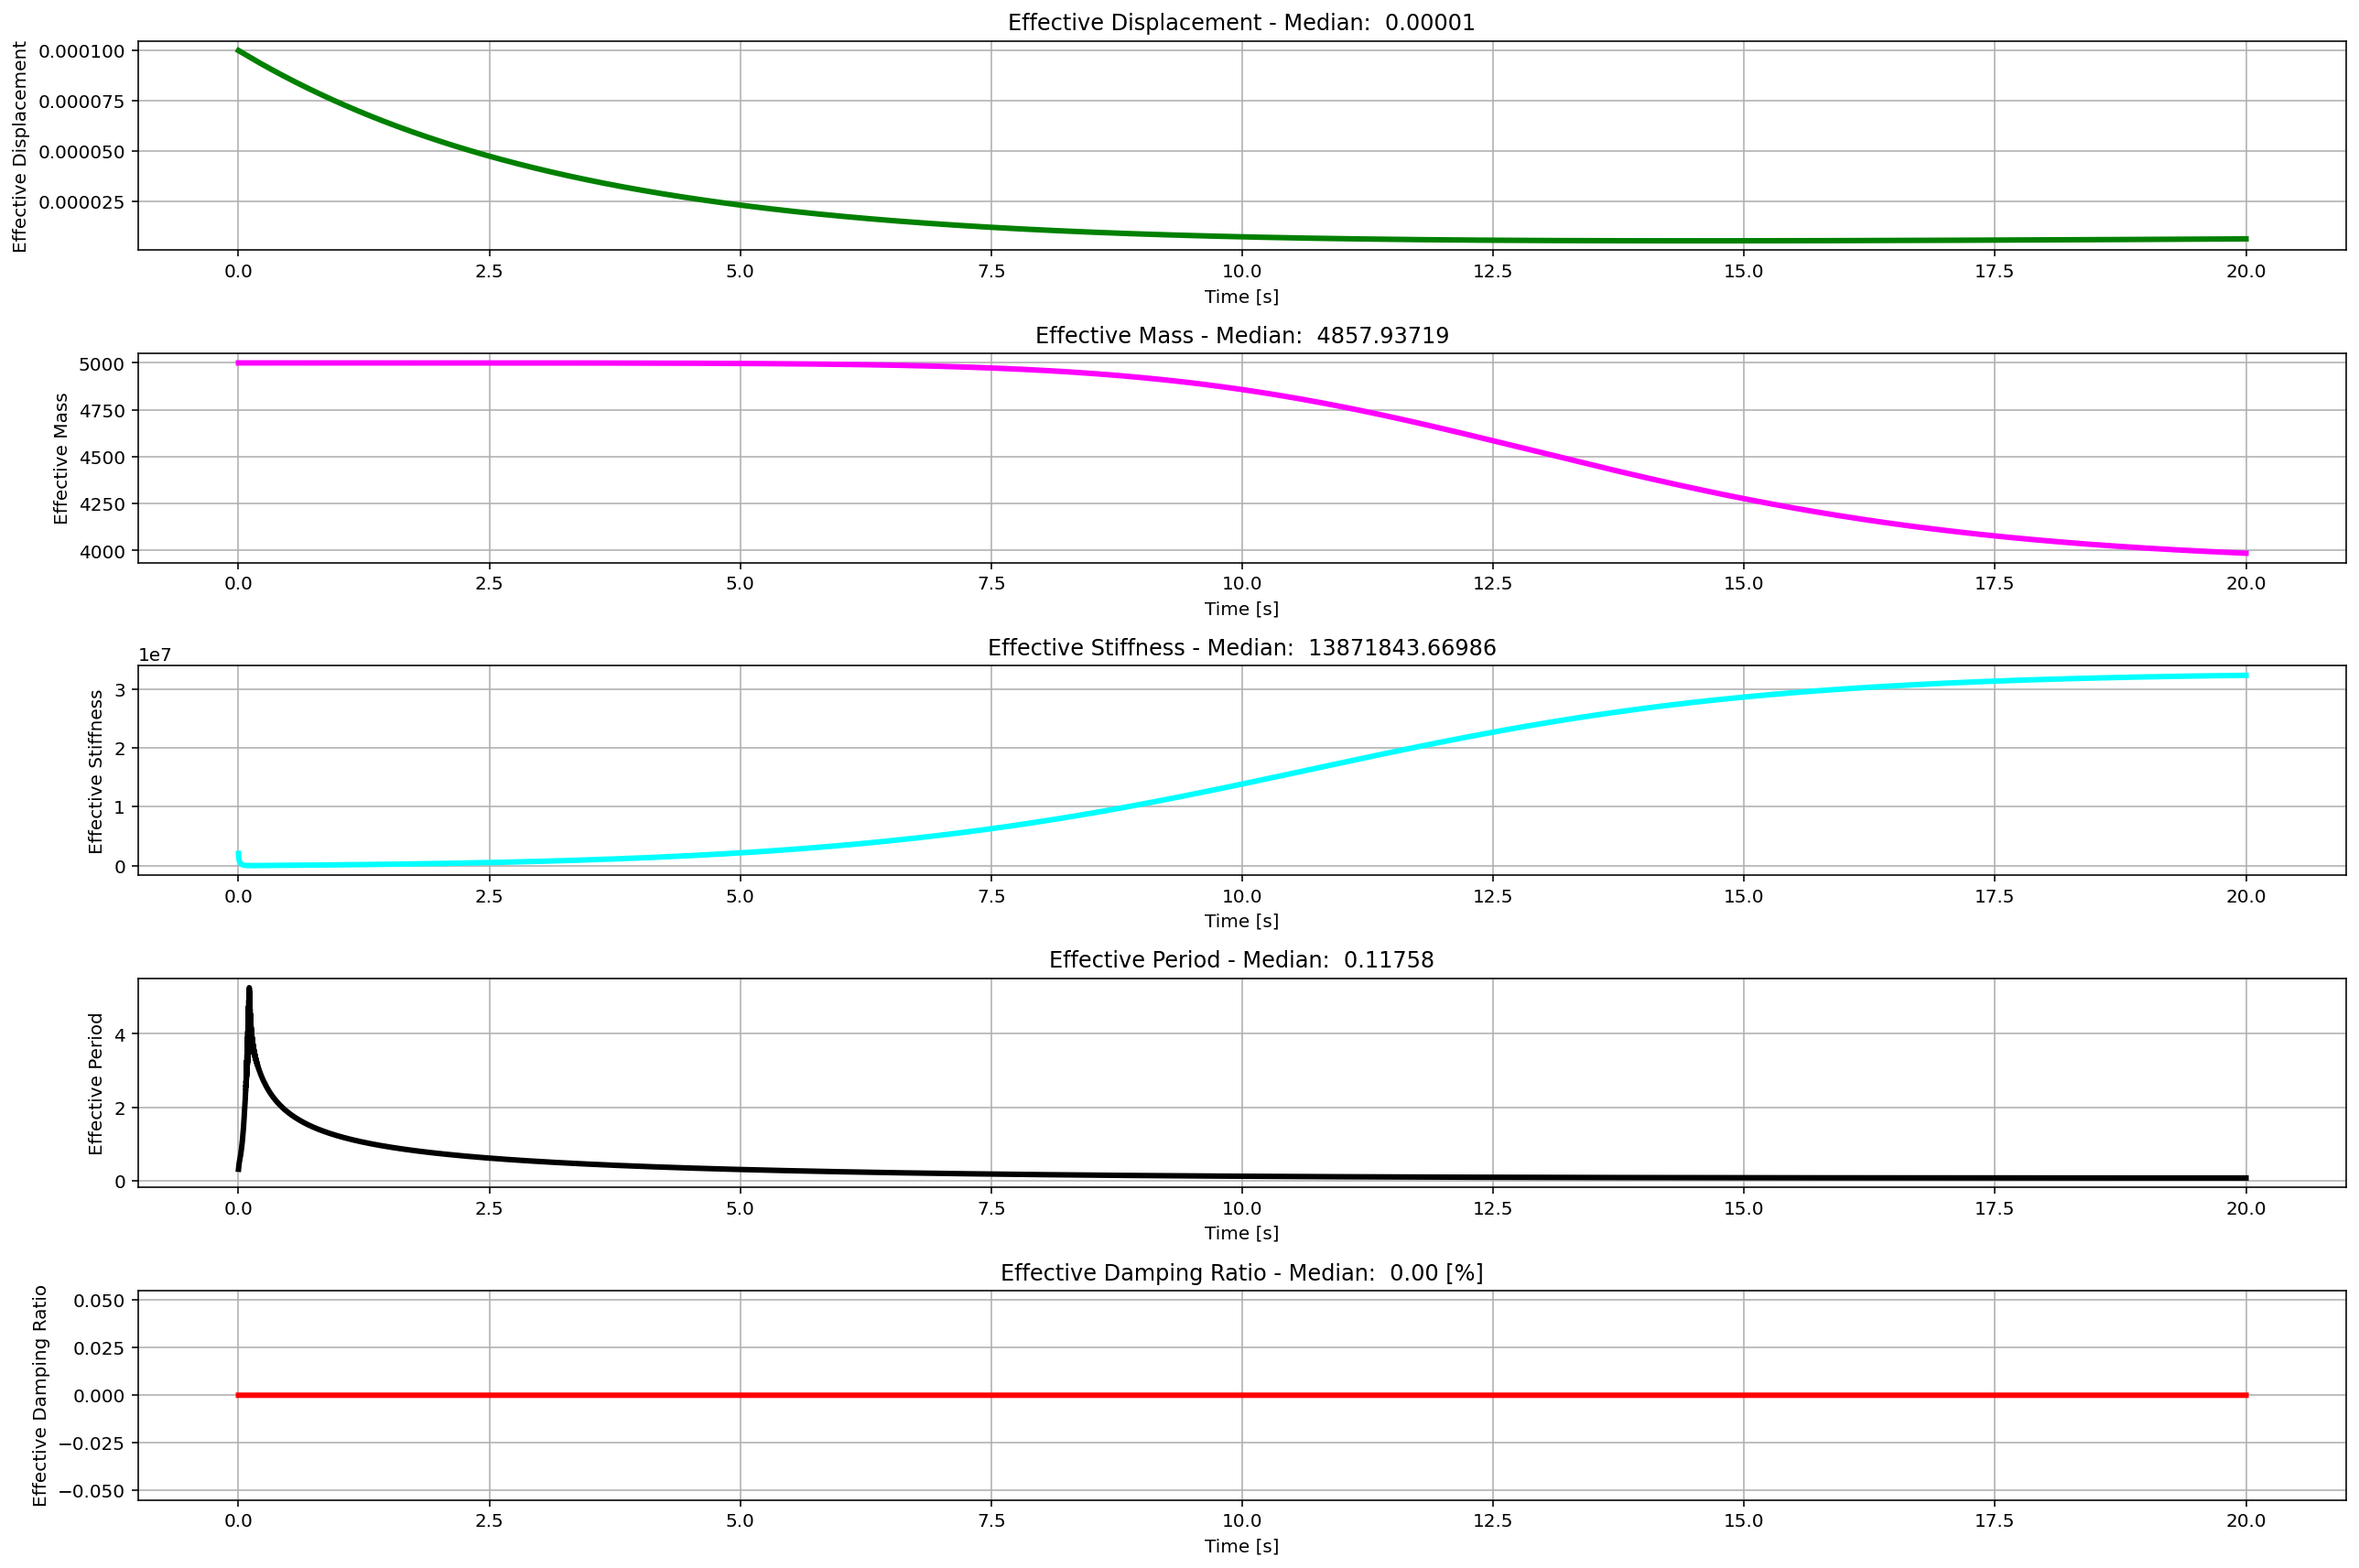 Effective Displacement - Median:  0.00001
Effective Displacement
0.000100
0.000075
0.000050
0.000025
0.0 2.5 5.0 7.5 10.0 12.5 15.0 17.5 20.0
Time [s]
Effective Mass - Median:  4857.93719
Effective Mass
5000
4750
4500
4250
4000
0.0 2.5 5.0 7.5 10.0 12.5 15.0 17.5 20.0
Time [s]
Effective Stiffness - Median:  13871843.66986
1e7
Effective Stiffness
3
2
1
0
0.0 2.5 5.0 7.5 10.0 12.5 15.0 17.5 20.0
Time [s]
Effective Period - Median:  0.11758
Effective Period
4
2
0
0.0 2.5 5.0 7.5 10.0 12.5 15.0 17.5 20.0
Time [s]
Effective Damping Ratio - Median:  0.00 [%]
Effective Damping Ratio
0.050
0.025
0.000
−0.025
−0.050
0.0 2.5 5.0 7.5 10.0 12.5 15.0 17.5 20.0
Time [s]